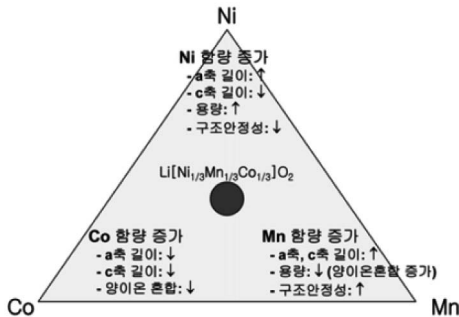 Ni
Ni 함량 증가
- a축 길이: ↑
- c축 길이: ↓
- 용량: ↑
- 구조안정성: ↓
Li[Ni1/3Mn1/3Co1/3]O2
Co 함량 증가
- a축 길이: ↓
- c축 길이: ↓
- 양이온 혼합: ↓
Mn 함량 증가
- a축, c축 길이: ↑
- 용량: ↓ (양이온혼합 증가)
- 구조안정성: ↑
Co
Mn